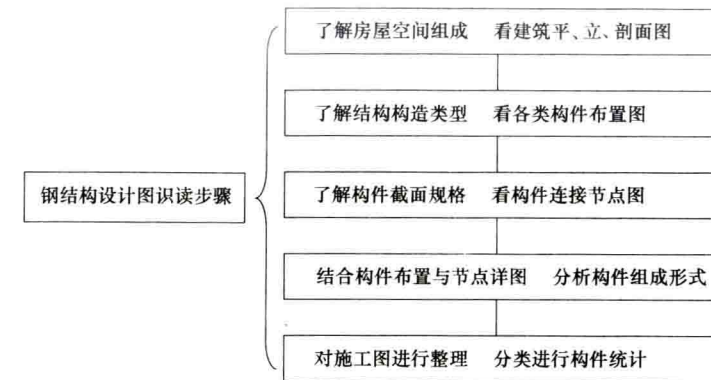 了解房屋空间组成 看建筑平、立、剖面图
了解结构构造类型 看各类构件布置图
了解构件截面规格 看构件连接节点图
钢结构设计图识读步骤
结合构件布置与节点详图 分析构件组成形式
对施工图进行整理 分类进行构件统计